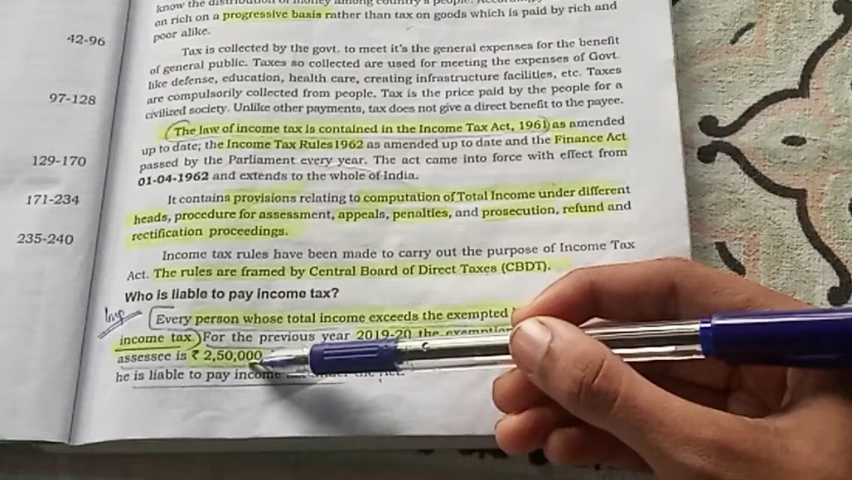 know the distribution of money among country's people.
on rich on a progressive basis rather than tax on goods which is paid by rich and
poor alike.
42-96
Tax is collected by the govt. to meet it's the general expenses for the benefit
of general public. Taxes so collected are used for meeting the expenses of Govt.
like defense, education, health care, creating infrastructure facilities, etc. Taxes
97-128
are compulsorily collected from people. Tax is the price paid by the people for a
civilized society. Unlike other payments, tax does not give a direct benefit to the payee.
(The law of income tax is contained in the Income Tax Act, 1961) as amended
up to date; the Income Tax Rules 1962 as amended up to date and the Finance Act
129-170
passed by the Parliament every year. The act came into force with effect from
01-04-1962 and extends to the whole of India.
171-234
It contains provisions relating to computation of Total Income under different
heads, procedure for assessment, appeals, penalties, and prosecution, refund and
235-240
rectification proceedings.
Income tax rules have been made to carry out the purpose of Income Tax
Act. The rules are framed by Central Board of Direct Taxes (CBDT).
Who is liable to pay income tax?
Imp
Every person whose total income exceeds the exempted
income tax.) For the previous year 2019-20 the exemption
assessee is ₹ 2,50,000
he is liable to pay income the Act.